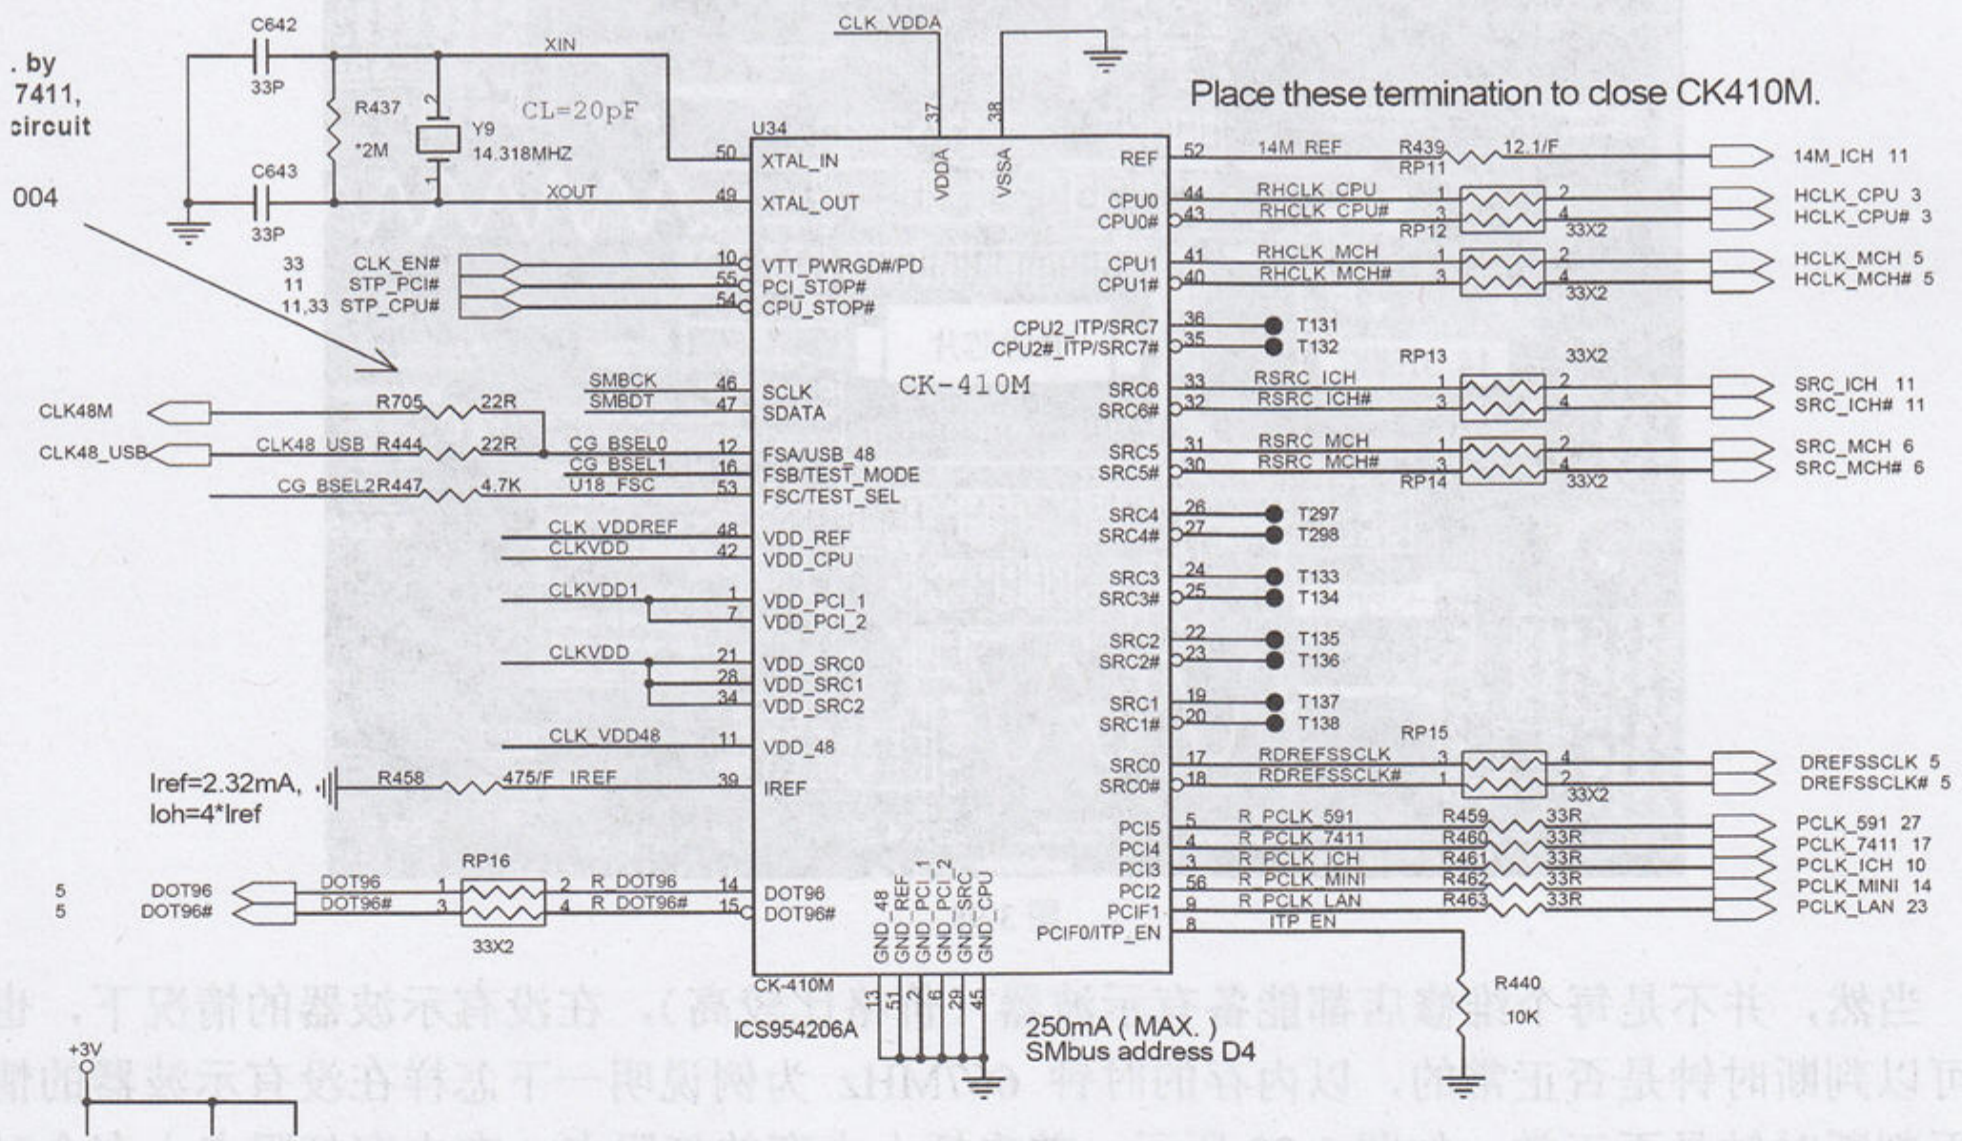 . by
7411,
circuit
004
C642
33P
XIN
CLK_VDDA
R437
*2M
2
1
Y9
14.318MHZ
CL=20pF
C643
33P
XOUT
Place these termination to close CK410M.
U34
37
38
VDDA
VSSA
50 XTAL_IN
49 XTAL_OUT
33 CLK_EN# 10 VTT_PWRGD#/PD
11 STP_PCI# 55 PCI_STOP#
11,33 STP_CPU# 54 CPU_STOP#
CK-410M
SMBCK 46 SCLK
SMBDT 47 SDATA
CLK48M R705 22R
CLK48_USB CLK48_USB R444 22R CG_BSEL0 12 FSA/USB_48
CG_BSEL1 16 FSB/TEST_MODE
CG_BSEL2 R447 4.7K U18_FSC 53 FSC/TEST_SEL
CLK_VDDREF 48 VDD_REF
CLKVDD 42 VDD_CPU
CLKVDD1 1 VDD_PCI_1
7 VDD_PCI_2
CLKVDD 21 VDD_SRC0
28 VDD_SRC1
34 VDD_SRC2
CLK_VDD48 11 VDD_48
Iref=2.32mA,
Ioh=4*Iref
R458 475/F IREF 39 IREF
RP16
5 DOT96 DOT96 1 2 R_DOT96 14 DOT96
5 DOT96# DOT96# 3 4 R_DOT96# 15 DOT96#
33X2
REF 52 14M_REF R439 12.1/F 14M_ICH 11
RP11
CPU0 44 RHCLK_CPU 1 2 HCLK_CPU 3
CPU0# 43 RHCLK_CPU# 3 4 HCLK_CPU# 3
RP12 33X2
CPU1 41 RHCLK_MCH 1 2 HCLK_MCH 5
CPU1# 40 RHCLK_MCH# 3 4 HCLK_MCH# 5
33X2
CPU2_ITP/SRC7 36 T131
CPU2#_ITP/SRC7# 35 T132
RP13 33X2
SRC6 33 RSRC_ICH 1 2 SRC_ICH 11
SRC6# 32 RSRC_ICH# 3 4 SRC_ICH# 11
SRC5 31 RSRC_MCH 1 2 SRC_MCH 6
SRC5# 30 RSRC_MCH# 3 4 SRC_MCH# 6
RP14 33X2
SRC4 26 T297
SRC4# 27 T298
SRC3 24 T133
SRC3# 25 T134
SRC2 22 T135
SRC2# 23 T136
SRC1 19 T137
SRC1# 20 T138
RP15
SRC0 17 RDREFSSCLK 3 4 DREFSSCLK 5
SRC0# 18 RDREFSSCLK# 1 2 DREFSSCLK# 5
33X2
PCI5 5 R_PCLK_591 R459 33R PCLK_591 27
PCI4 4 R_PCLK_7411 R460 33R PCLK_7411 17
PCI3 3 R_PCLK_ICH R461 33R PCLK_ICH 10
PCI2 56 R_PCLK_MINI R462 33R PCLK_MINI 14
PCIF1 9 R_PCLK_LAN R463 33R PCLK_LAN 23
PCIF0/ITP_EN 8 ITP_EN
R440
10K
GND_48
GND_REF
GND_PCI_1
GND_PCI_2
GND_SRC
GND_CPU
13
51
2
6
29
45
CK-410M
ICS954206A
250mA ( MAX. )
SMbus address D4
+3V